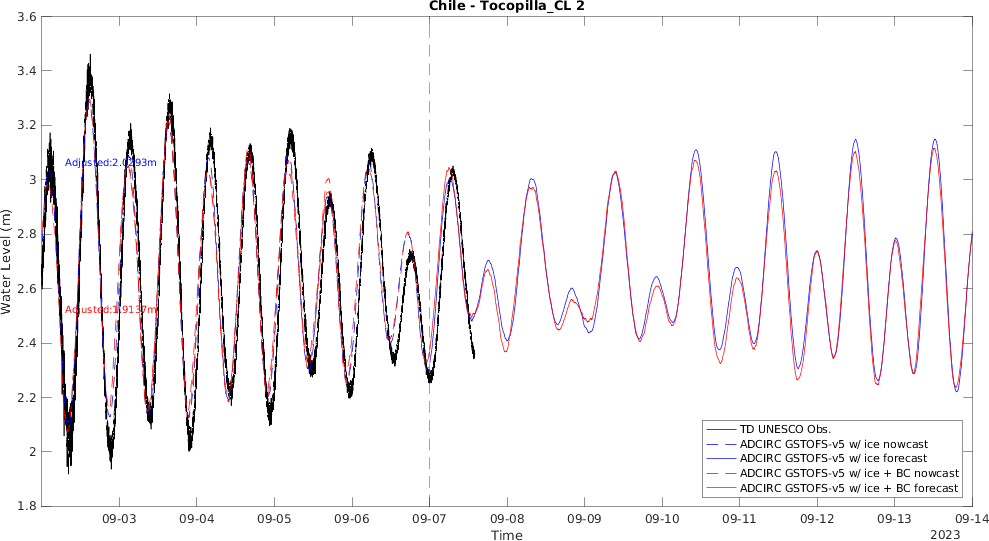 Chile - Tocopilla_CL 2
3.6
3.4
3.2
3
2.8
2.6
2.4
2.2
2
1.8
Water Level (m)
Adjusted:2.0293m
Adjusted:1.9137m
TD UNESCO Obs.
ADCIRC GSTOFS-v5 w/ ice nowcast
ADCIRC GSTOFS-v5 w/ ice forecast
ADCIRC GSTOFS-v5 w/ ice + BC nowcast
ADCIRC GSTOFS-v5 w/ ice + BC forecast
09-03 09-04 09-05 09-06 09-07 09-08 09-09 09-10 09-11 09-12 09-13 09-14
Time
2023